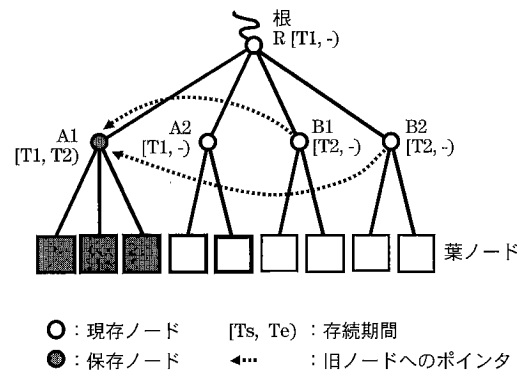 根
R [T1, -)
A1
[T1, T2)
A2
[T1, -)
B1
[T2, -)
B2
[T2, -)
葉ノード
：現存ノード
[Ts, Te)：存続期間
：保存ノード
：旧ノードへのポインタ